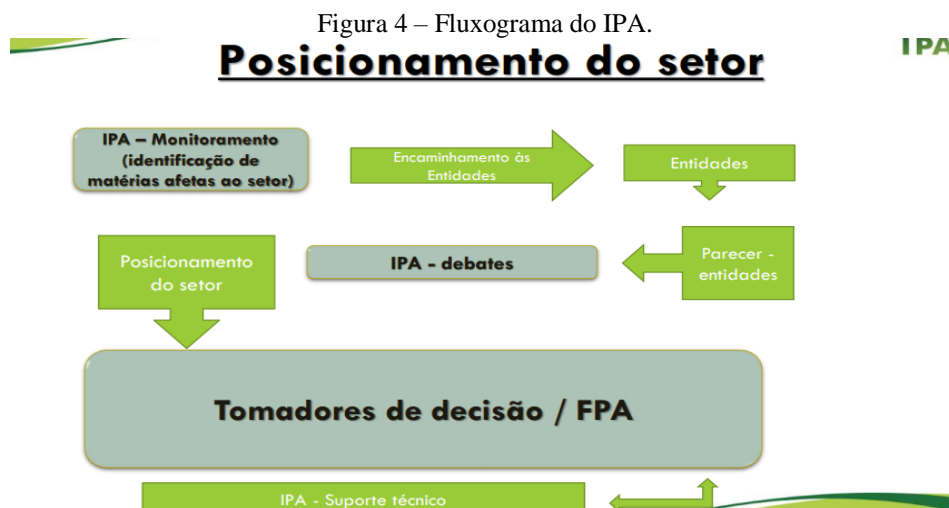 Figura 4 – Fluxograma do IPA.
Posicionamento do setor
IPA
IPA – Monitoramento
(identificação de
matérias afetas ao setor)
Encaminhamento às
Entidades
Entidades
Posicionamento
do setor
IPA - debates
Parecer -
entidades
Tomadores de decisão / FPA
IPA - Suporte técnico